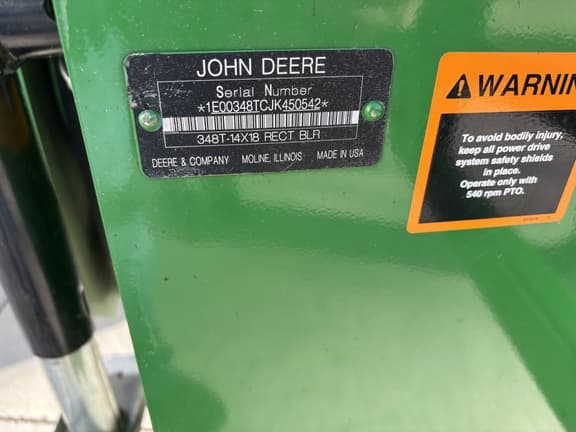 JOHN DEERE
Serial Number
*1E00348TCJK450542*
348T-14X18 RECT BLR
DEERE & COMPANY MOLINE, ILLINOIS MADE IN USA
WARNIN
To avoid bodily injury,
keep all power drive
system safety shields
in place.
Operate only with
540 rpm PTO.